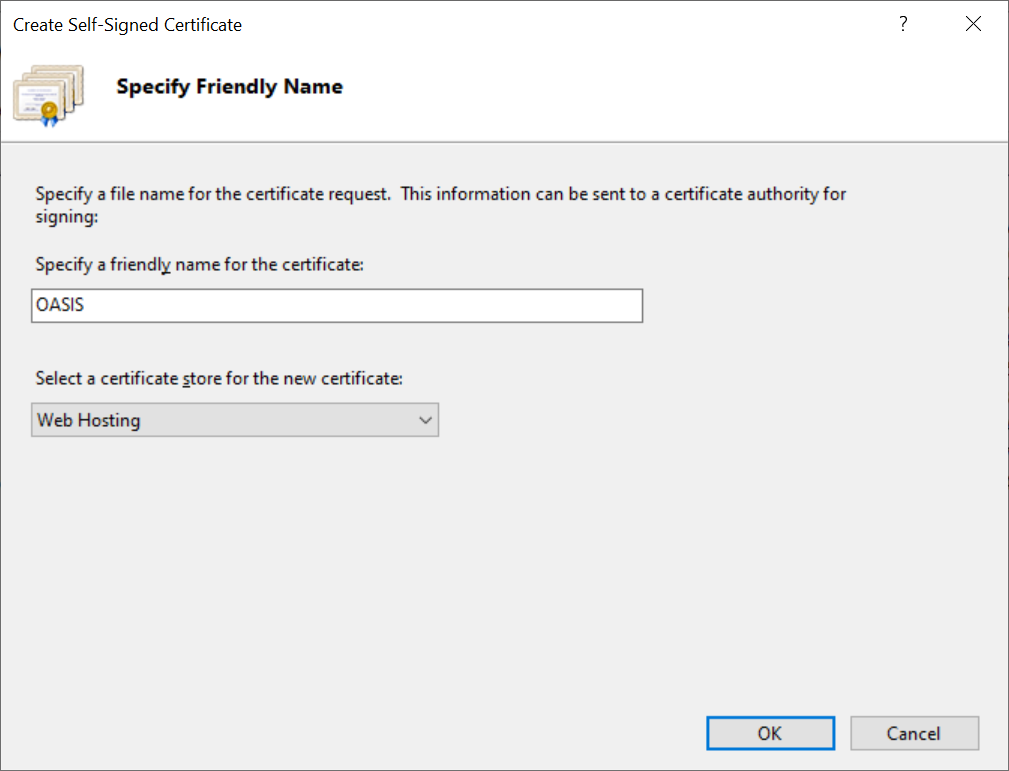 Create Self-Signed Certificate
?
Specify Friendly Name
Specify a file name for the certificate request.  This information can be sent to a certificate authority for
signing:
Specify a friendly name for the certificate:
OASIS
Select a certificate store for the new certificate:
Web Hosting
OK
Cancel